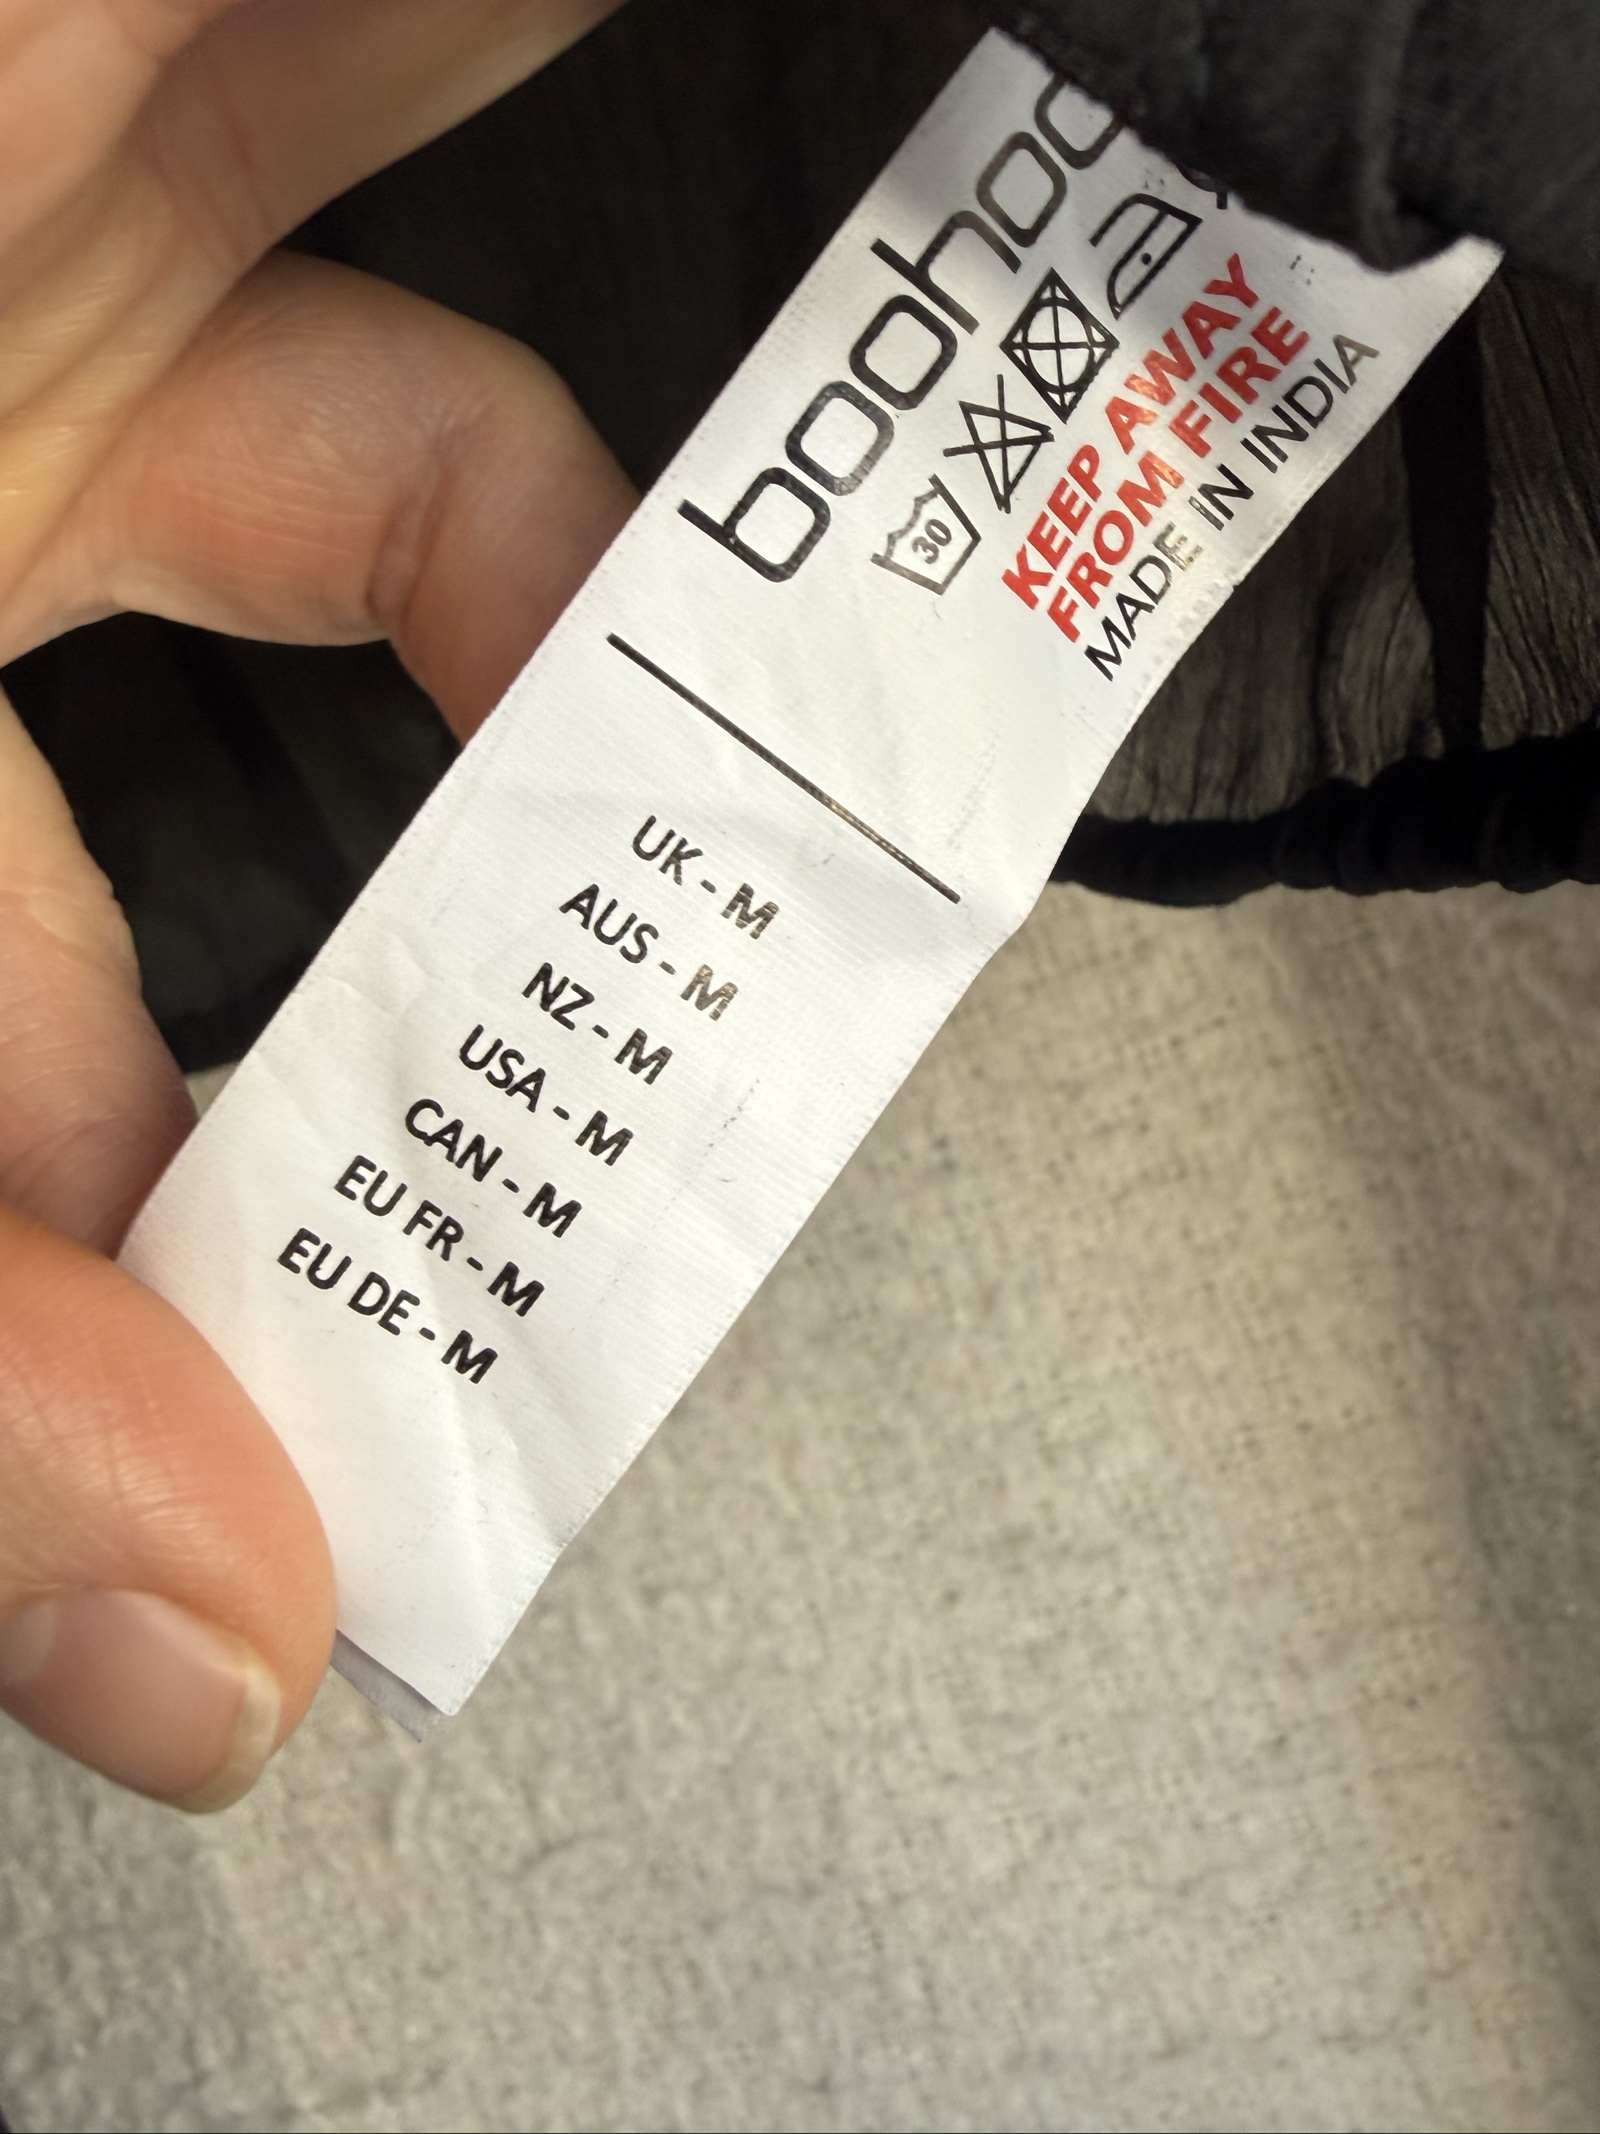 boohoo
30
KEEP AWAY
FROM FIRE
MADE IN INDIA
UK - M
AUS - M
NZ - M
USA - M
CAN - M
EU FR - M
EU DE - M